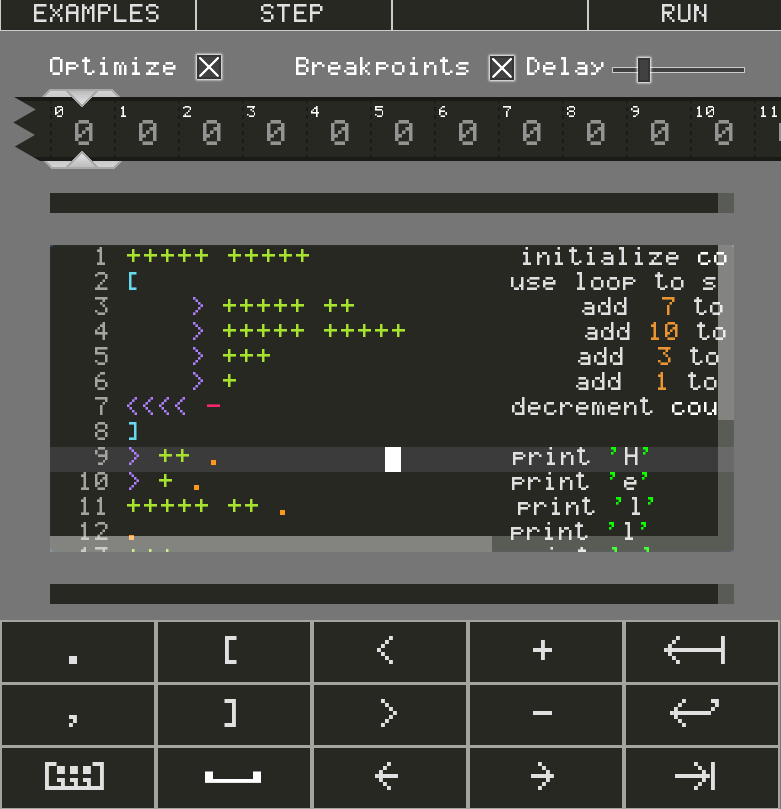 EXAMPLES STEP RUN
Optimize Breakpoints Delay
0 1 2 3 4 5 6 7 8 9 10 11
0 0 0 0 0 0 0 0 0 0 0
1 +++++ +++++ initialize co
2 [ use loop to s
3 > +++++ ++ add 7 to
4 > +++++ +++++ add 10 to
5 > +++ add 3 to
6 > + add 1 to
7 <<<< - decrement cou
8 ]
9 > ++ . print 'H'
10 > + . print 'e'
11 +++++ ++ . print 'l'
12 . print 'l'
. [ < + 
, ] > -